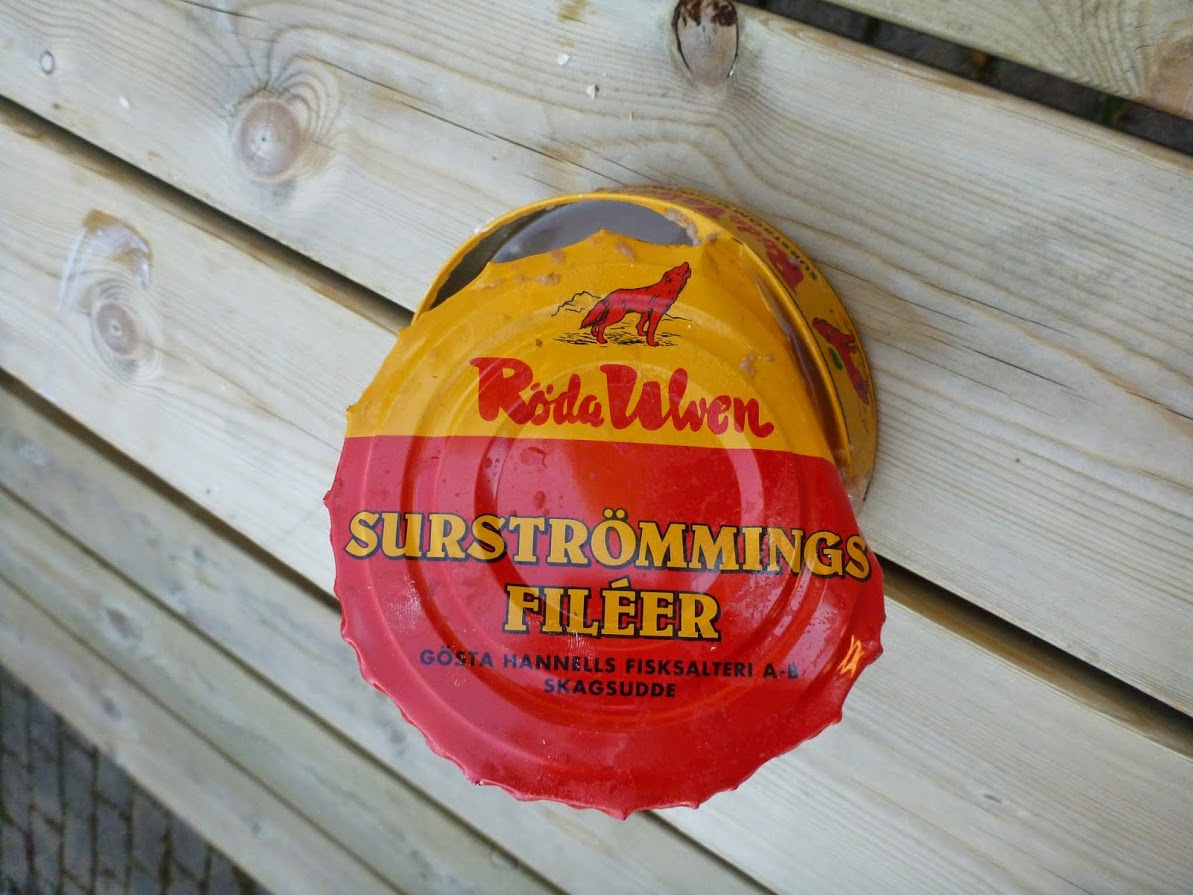 Röda Ulven
SURSTRÖMMINGS
FILÉER
GÖSTA HANNELLS FISKSALTERI A-B
SKAGSUDDE